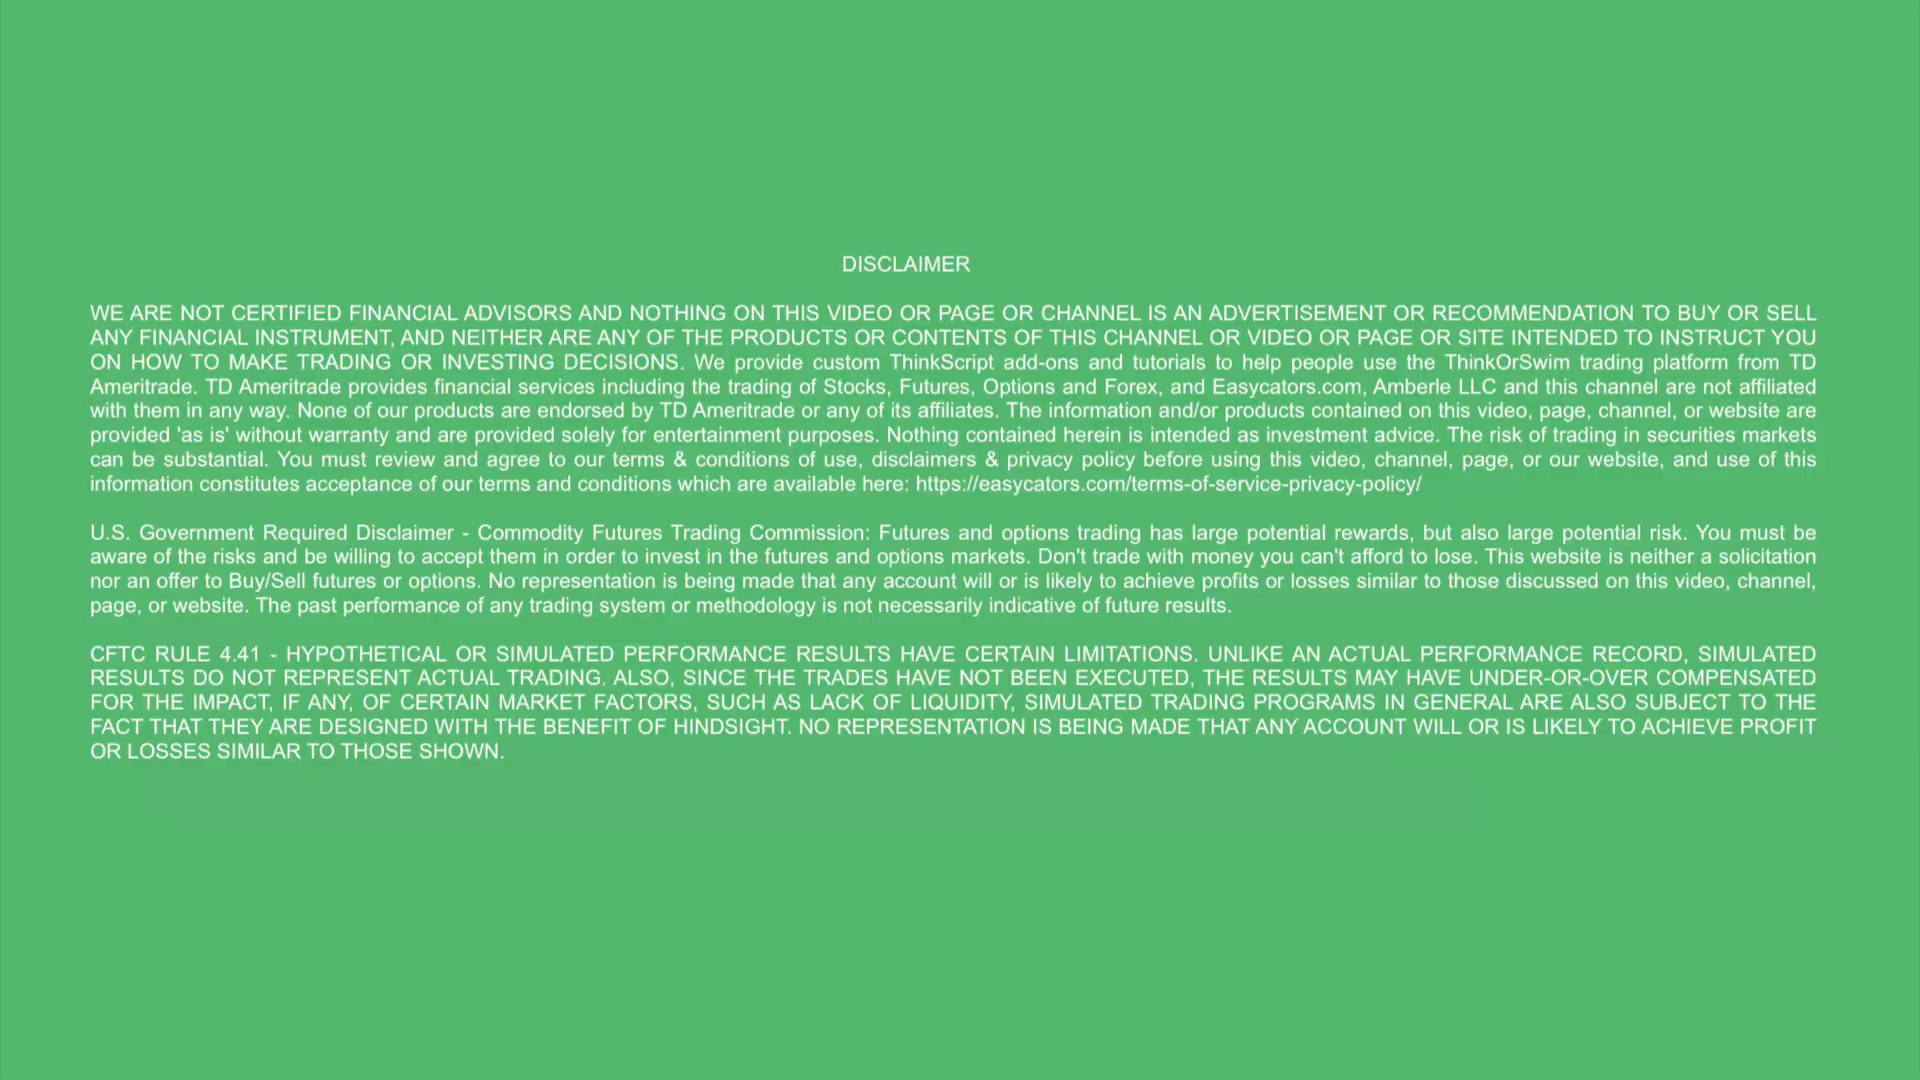 DISCLAIMER
WE ARE NOT CERTIFIED FINANCIAL ADVISORS AND NOTHING ON THIS VIDEO OR PAGE OR CHANNEL IS AN ADVERTISEMENT OR RECOMMENDATION TO BUY OR SELL
ANY FINANCIAL INSTRUMENT, AND NEITHER ARE ANY OF THE PRODUCTS OR CONTENTS OF THIS CHANNEL OR VIDEO OR PAGE OR SITE INTENDED TO INSTRUCT YOU
ON HOW TO MAKE TRADING OR INVESTING DECISIONS. We provide custom ThinkScript add-ons and tutorials to help people use the ThinkOrSwim trading platform from TD
Ameritrade. TD Ameritrade provides financial services including the trading of Stocks, Futures, Options and Forex, and Easycators.com, Amberle LLC and this channel are not affiliated
with them in any way. None of our products are endorsed by TD Ameritrade or any of its affiliates. The information and/or products contained on this video, page, channel, or website are
provided 'as is' without warranty and are provided solely for entertainment purposes. Nothing contained herein is intended as investment advice. The risk of trading in securities markets
can be substantial. You must review and agree to our terms & conditions of use, disclaimers & privacy policy before using this video, channel, page, or our website, and use of this
information constitutes acceptance of our terms and conditions which are available here: https://easycators.com/terms-of-service-privacy-policy/
U.S. Government Required Disclaimer - Commodity Futures Trading Commission: Futures and options trading has large potential rewards, but also large potential risk. You must be
aware of the risks and be willing to accept them in order to invest in the futures and options markets. Don't trade with money you can't afford to lose. This website is neither a solicitation
nor an offer to Buy/Sell futures or options. No representation is being made that any account will or is likely to achieve profits or losses similar to those discussed on this video, channel,
page, or website. The past performance of any trading system or methodology is not necessarily indicative of future results.
CFTC RULE 4.41 - HYPOTHETICAL OR SIMULATED PERFORMANCE RESULTS HAVE CERTAIN LIMITATIONS. UNLIKE AN ACTUAL PERFORMANCE RECORD, SIMULATED
RESULTS DO NOT REPRESENT ACTUAL TRADING. ALSO, SINCE THE TRADES HAVE NOT BEEN EXECUTED, THE RESULTS MAY HAVE UNDER-OR-OVER COMPENSATED
FOR THE IMPACT, IF ANY, OF CERTAIN MARKET FACTORS, SUCH AS LACK OF LIQUIDITY, SIMULATED TRADING PROGRAMS IN GENERAL ARE ALSO SUBJECT TO THE
FACT THAT THEY ARE DESIGNED WITH THE BENEFIT OF HINDSIGHT. NO REPRESENTATION IS BEING MADE THAT ANY ACCOUNT WILL OR IS LIKELY TO ACHIEVE PROFIT
OR LOSSES SIMILAR TO THOSE SHOWN.